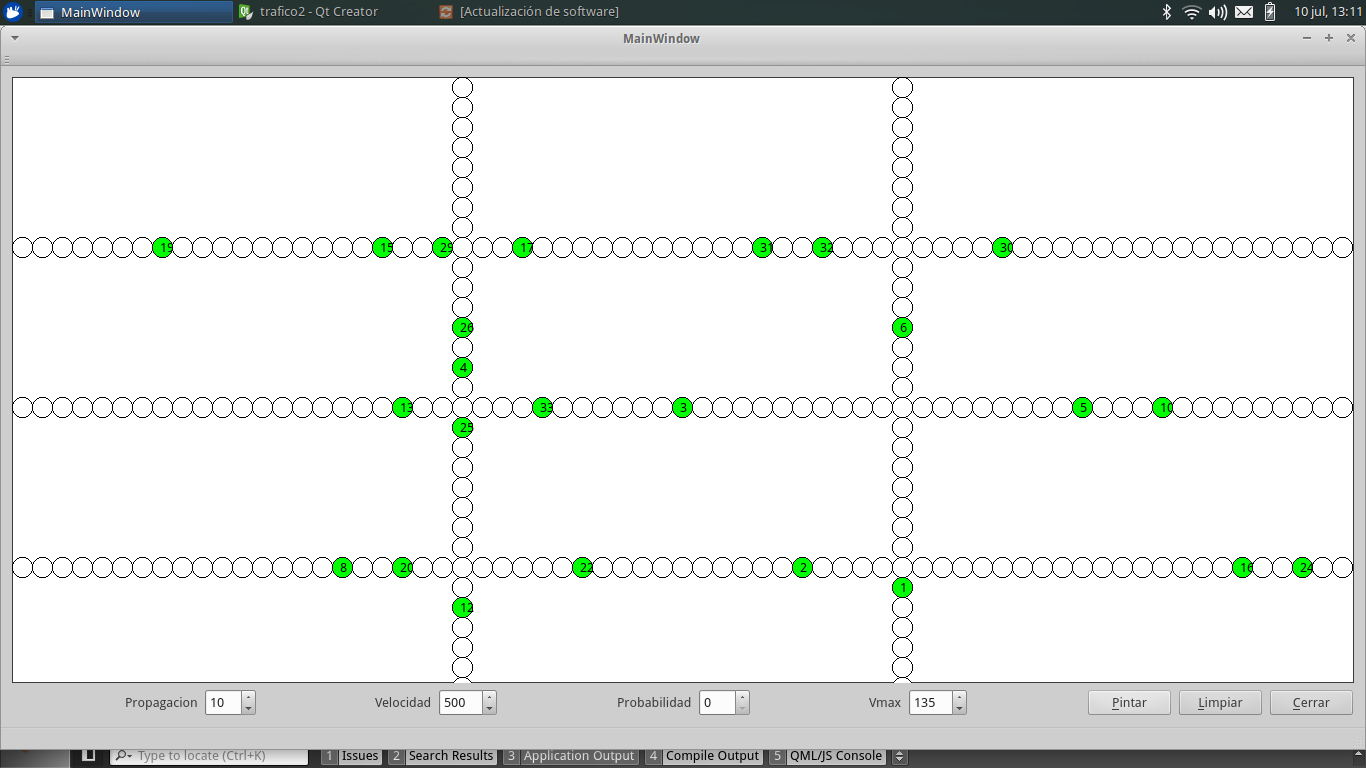 MainWindow trafico2 - Qt Creator [Actualización de software] 10 jul, 13:11
MainWindow
19 15 29 17 31 32 30
26 6
4
13 33 3 5 10
25
8 20 22 2 16 24
1
12
Propagacion 10 Velocidad 500 Probabilidad 0 Vmax 135 Pintar Limpiar Cerrar
Type to locate (Ctrl+K) 1 Issues 2 Search Results 3 Application Output 4 Compile Output 5 QML/JS Console